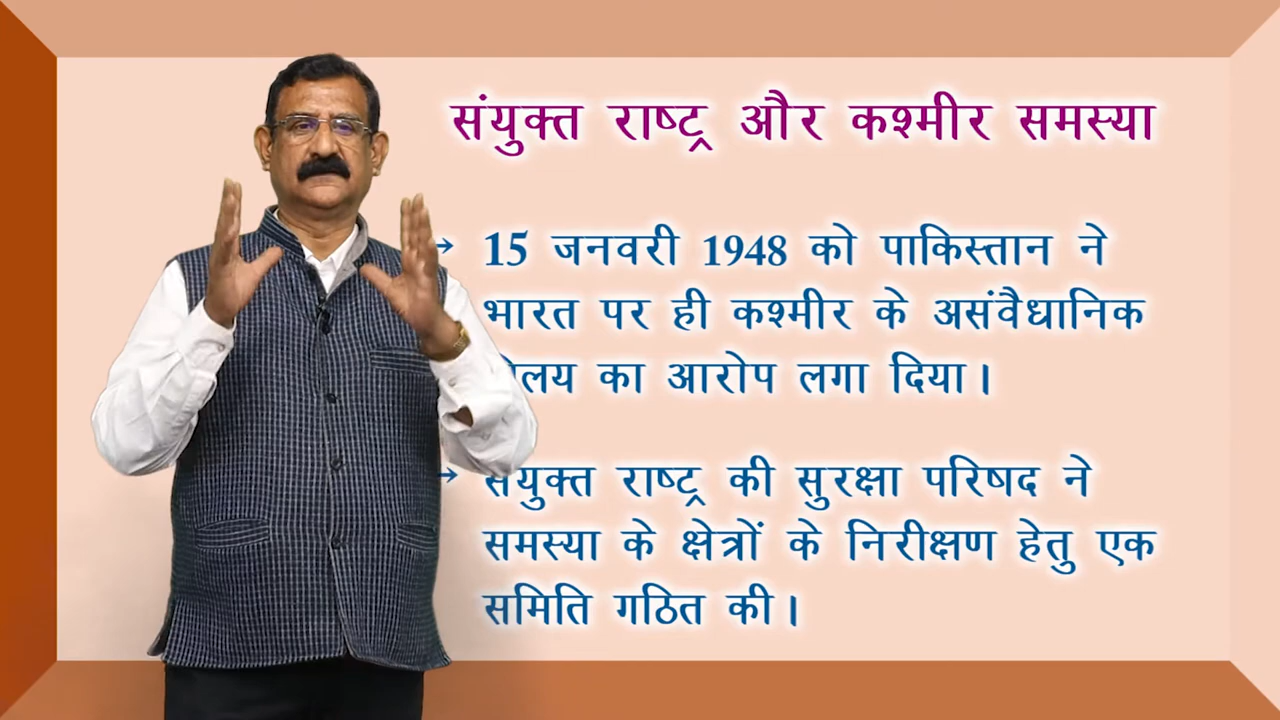 संयुक्त राष्ट्र और कश्मीर समस्या
→ 15 जनवरी 1948 को पाकिस्तान ने
भारत पर ही कश्मीर के असंवैधानिक
का आरोप लगा दिया।
→ संयुक्त राष्ट्र की सुरक्षा परिषद ने
समस्या के क्षेत्रों के निरीक्षण हेतु एक
समिति गठित की।